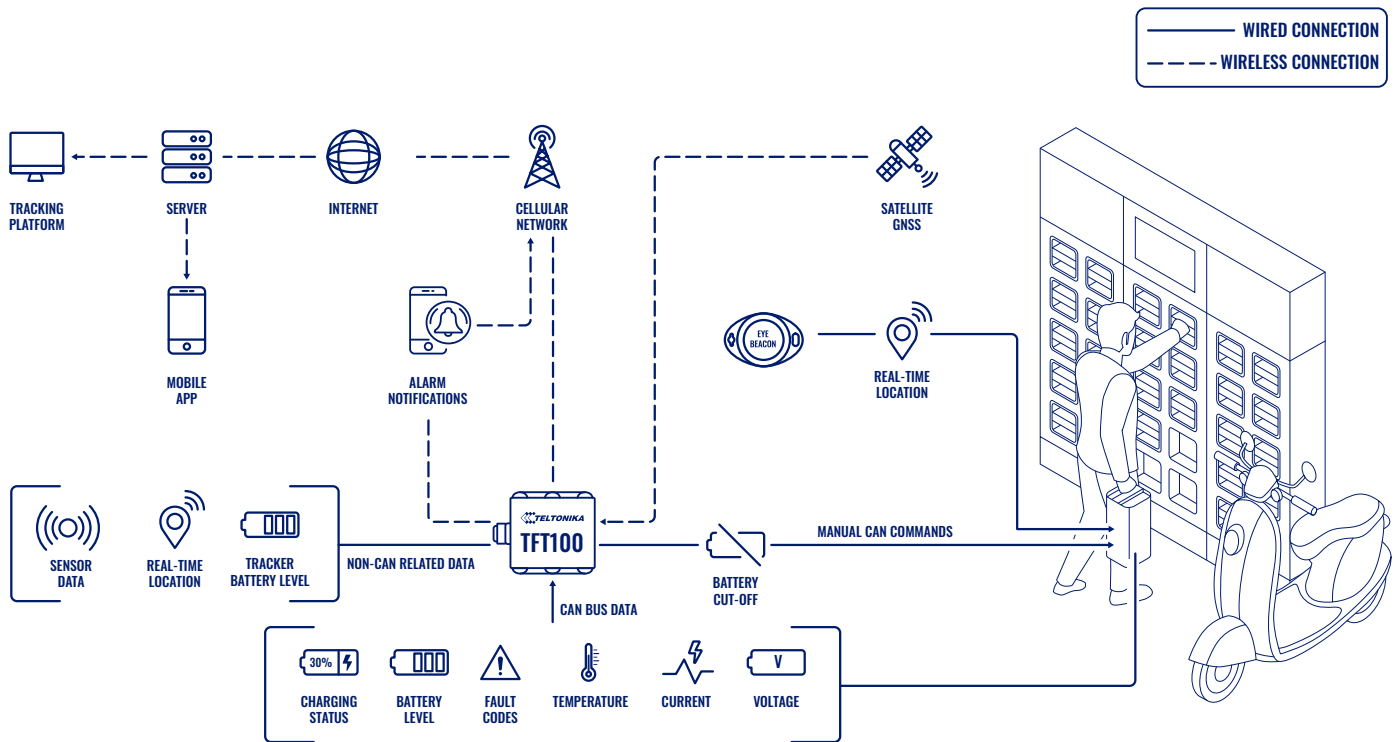 WIRED CONNECTION
WIRELESS CONNECTION
TRACKING
PLATFORM
SERVER
INTERNET
CELLULAR
NETWORK
SATELLITE
GNSS
MOBILE
APP
ALARM
NOTIFICATIONS
EYE
BEACON
REAL-TIME
LOCATION
SENSOR
DATA
REAL-TIME
LOCATION
TRACKER
BATTERY LEVEL
NON-CAN RELATED DATA
TELTONIKA
TFT100
BATTERY
CUT-OFF
MANUAL CAN COMMANDS
CAN BUS DATA
30%
CHARGING
STATUS
BATTERY
LEVEL
FAULT
CODES
TEMPERATURE
CURRENT
V
VOLTAGE